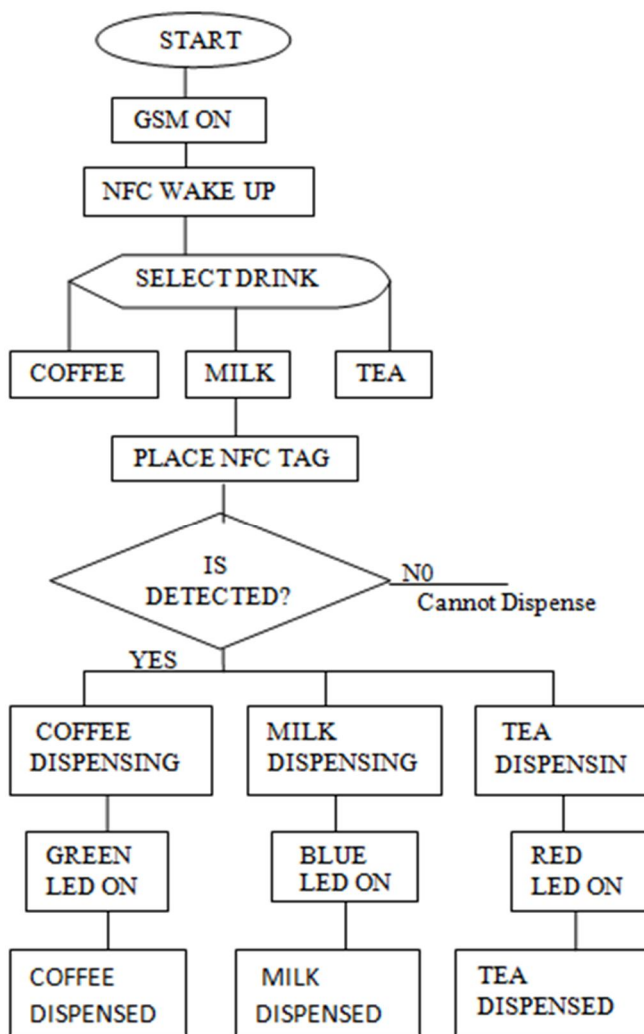 START
GSM ON
NFC WAKE UP
SELECT DRINK
COFFEE
MILK
TEA
PLACE NFC TAG
IS
DETECTED?
N0
Cannot Dispense
YES
COFFEE
DISPENSING
MILK
DISPENSING
TEA
DISPENSIN
GREEN
LED ON
BLUE
LED ON
RED
LED ON
COFFEE
DISPENSED
MILK
DISPENSED
TEA
DISPENSED